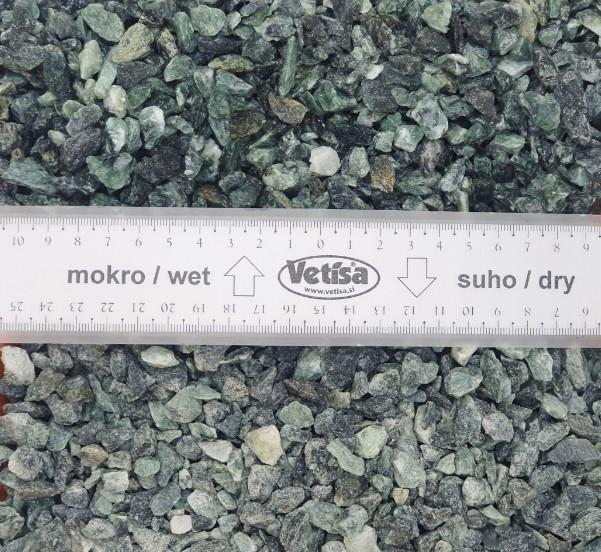 10 9 8 7 6 5 4 3 2 1 0 1 2 3 4 5 6 7 8 9
mokro / wet
Vetisa®
www.vetisa.si
suho / dry
25 24 23 22 21 20 19 18 17 16 15 14 13 12 11 10 9 8 7 6